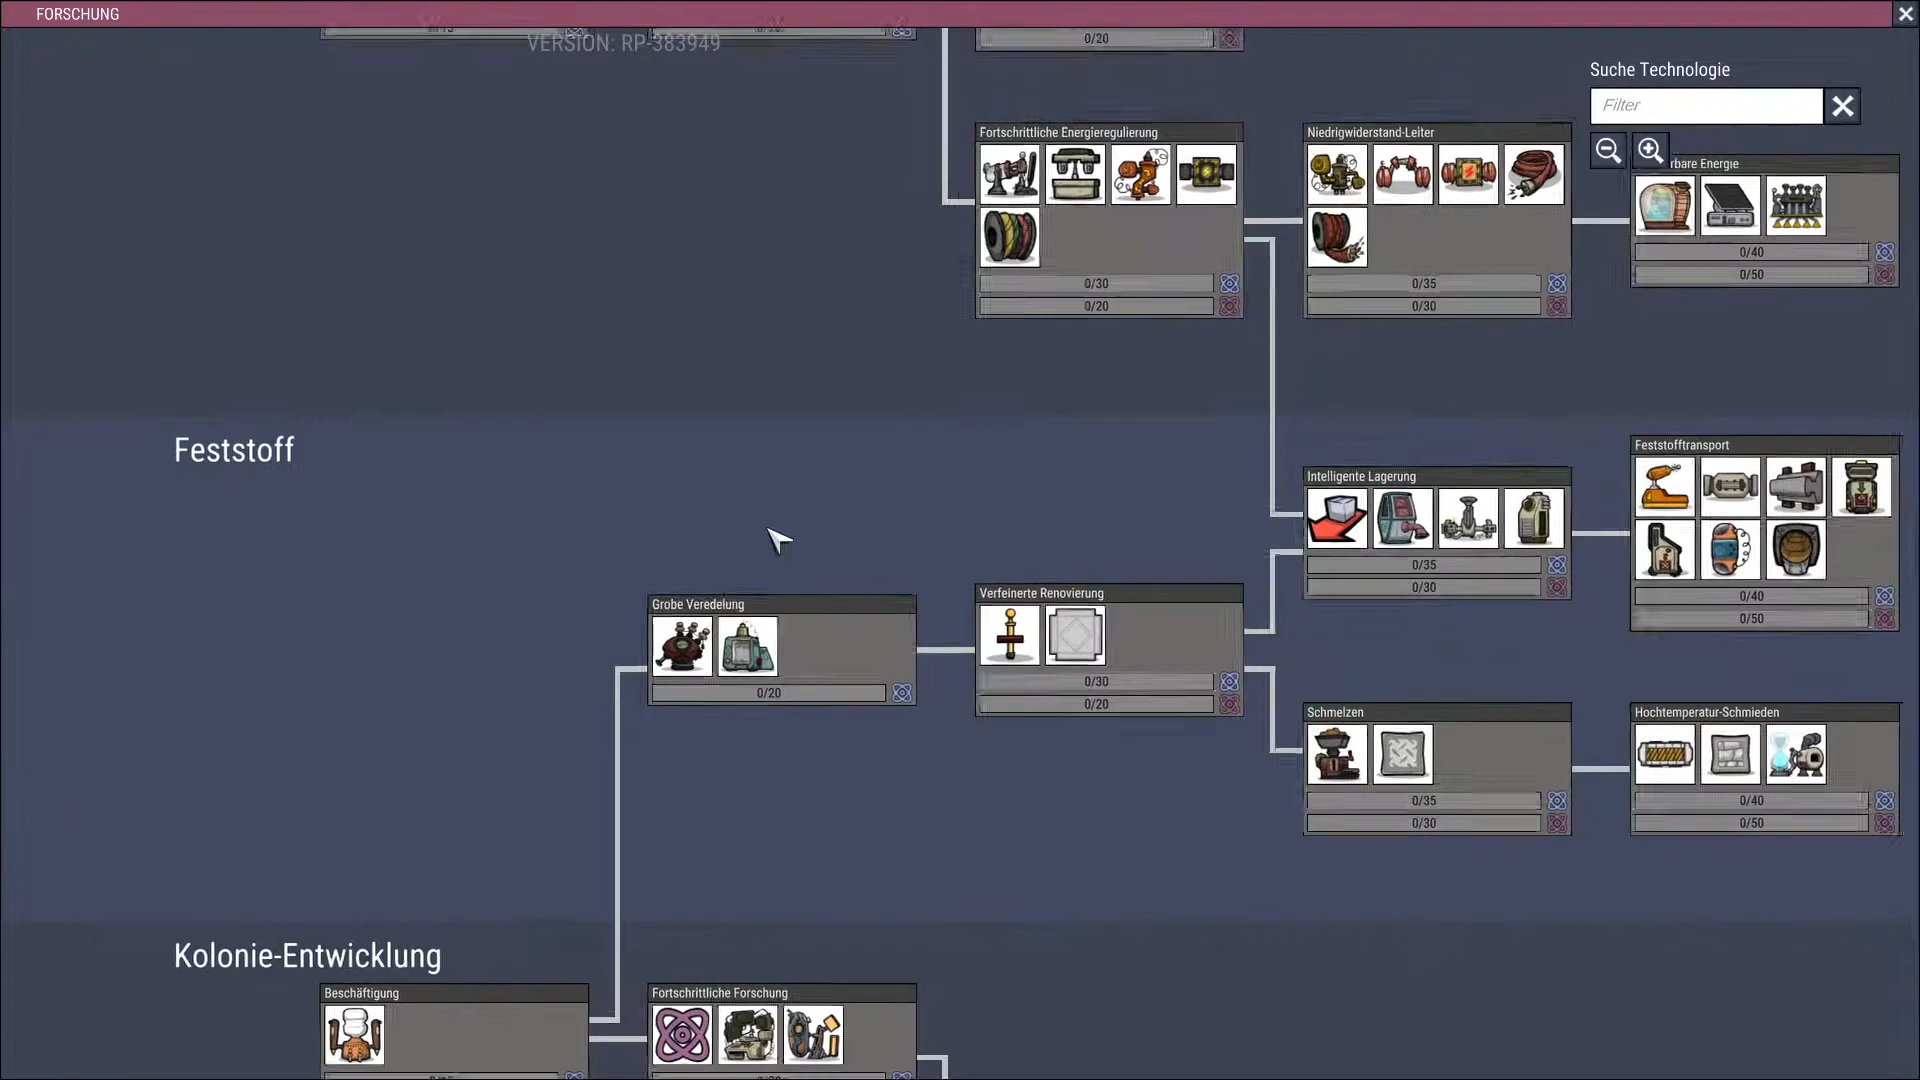 FORSCHUNG
VERSION: RP-383949
0/20
Suche Technologie
Filter
Fortschrittliche Energieregulierung
0/30
0/20
Niedrigwiderstand-Leiter
0/35
0/30
rbare Energie
0/40
0/50
Feststoff
Intelligente Lagerung
0/35
0/30
Feststofftransport
0/40
0/50
Grobe Veredelung
0/20
Verfeinerte Renovierung
0/30
0/20
Schmelzen
0/35
0/30
Hochtemperatur-Schmieden
0/40
0/50
Kolonie-Entwicklung
Beschäftigung
Fortschrittliche Forschung